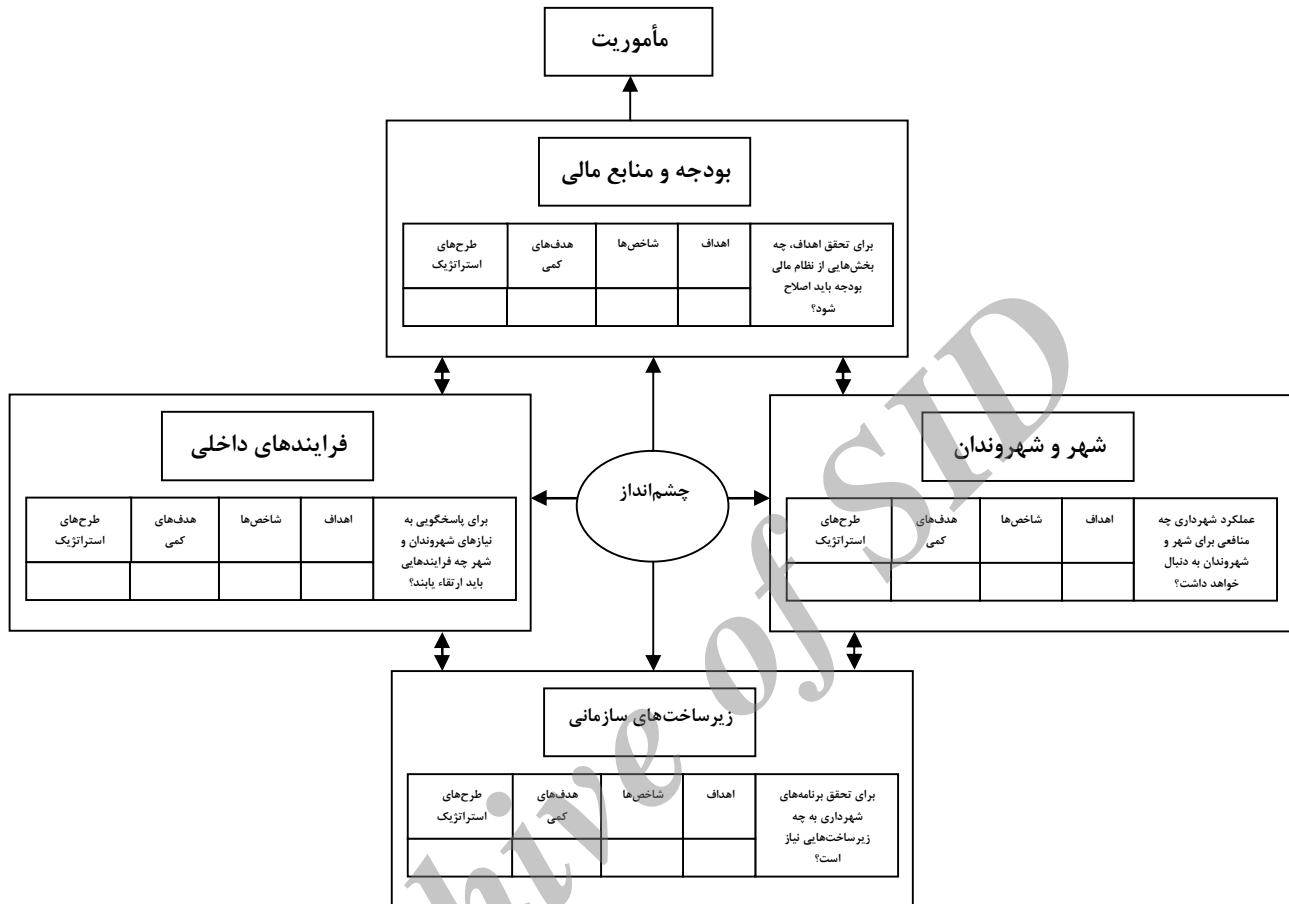 مأموریت
بودجه و منابع مالی
برای تحقق اهداف، چه
بخش‌هایی از نظام مالی
بودجه باید اصلاح
شود؟
اهداف
شاخص‌ها
هدف‌های
کمی
طرح‌های
استراتژیک
شهر و شهروندان
عملکرد شهرداری چه
منافعی برای شهر و
شهروندان به دنبال
خواهد داشت؟
اهداف
شاخص‌ها
هدف‌های
کمی
طرح‌های
استراتژیک
چشم‌انداز
فرایندهای داخلی
برای پاسخگویی به
نیازهای شهروندان و
شهر چه فرایندهایی
باید ارتقاء یابند؟
اهداف
شاخص‌ها
هدف‌های
کمی
طرح‌های
استراتژیک
زیرساخت‌های سازمانی
برای تحقق برنامه‌های
شهرداری به چه
زیرساخت‌هایی نیاز
است؟
اهداف
شاخص‌ها
هدف‌های
کمی
طرح‌های
استراتژیک
hive of SID